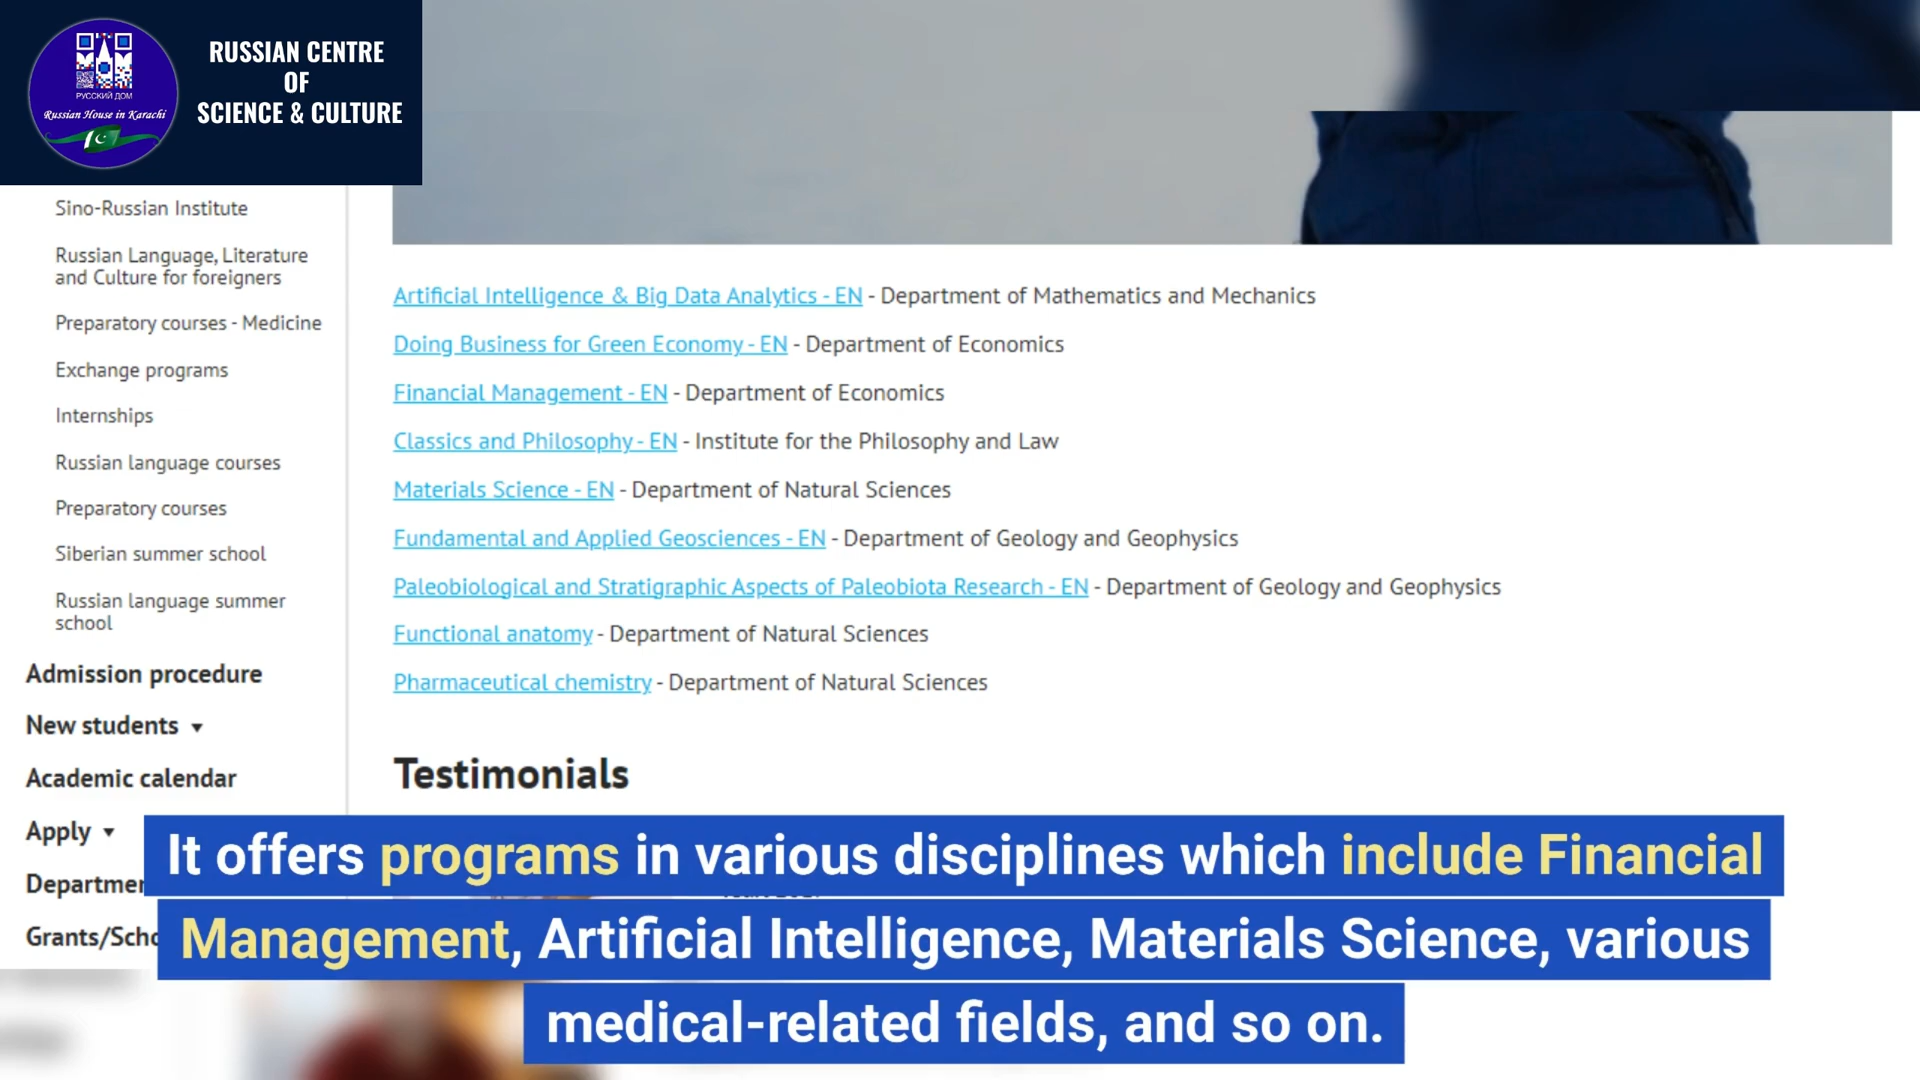 РУССКИЙ ДОМ
Russian House in Karachi
RUSSIAN CENTRE
OF
SCIENCE & CULTURE
Sino-Russian Institute
Russian Language, Literature
and Culture for foreigners
Preparatory courses - Medicine
Exchange programs
Internships
Russian language courses
Preparatory courses
Siberian summer school
Russian language summer
school
Admission procedure
New students ▼
Academic calendar
Apply ▼
Artificial Intelligence & Big Data Analytics - EN - Department of Mathematics and Mechanics
Doing Business for Green Economy - EN - Department of Economics
Financial Management - EN - Department of Economics
Classics and Philosophy - EN - Institute for the Philosophy and Law
Materials Science - EN - Department of Natural Sciences
Fundamental and Applied Geosciences - EN - Department of Geology and Geophysics
Paleobiological and Stratigraphic Aspects of Paleobiota Research - EN - Department of Geology and Geophysics
Functional anatomy - Department of Natural Sciences
Pharmaceutical chemistry - Department of Natural Sciences
Testimonials
It offers programs in various disciplines which include Financial
Management, Artificial Intelligence, Materials Science, various
medical-related fields, and so on.